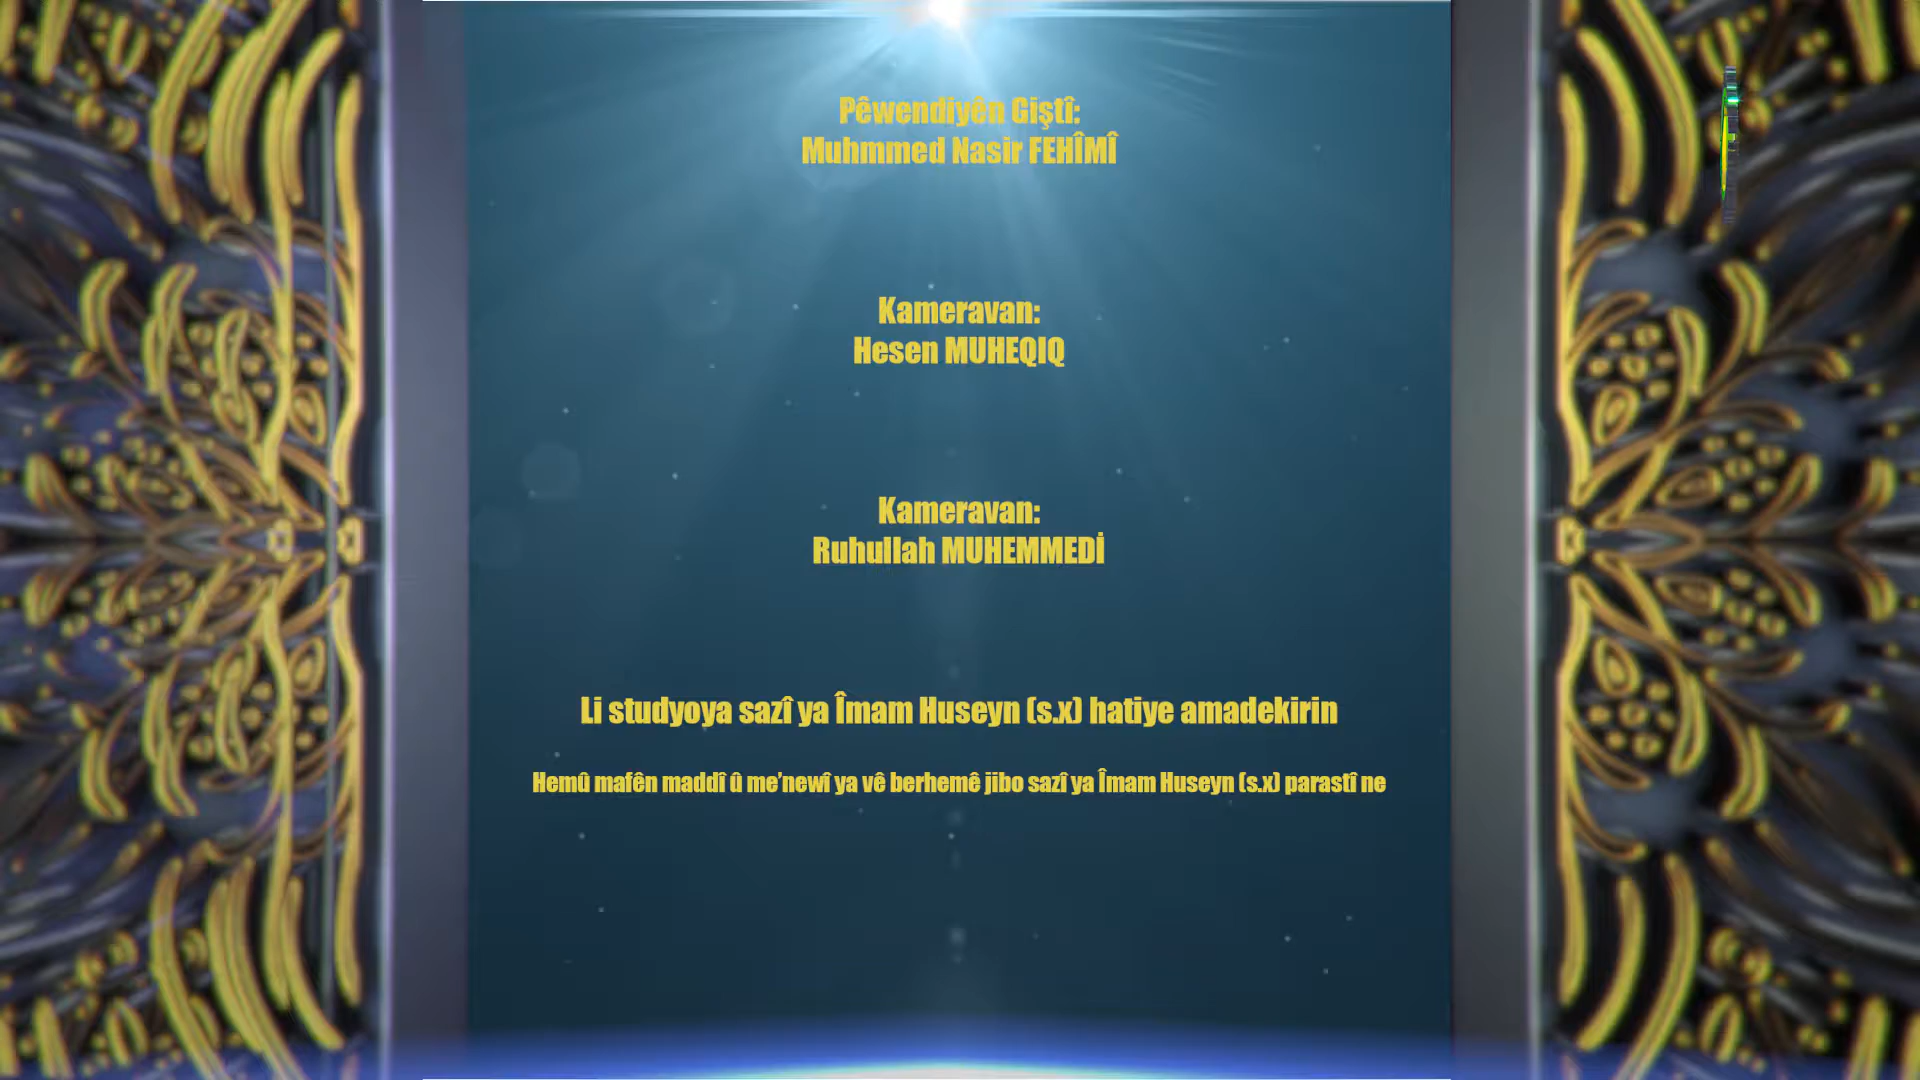 Pêwendiyên Giştî:
Muhmmed Nasir FEHÎMÎ
Kameravan:
Hesen MUHEQIQ
Kameravan:
Ruhullah MUHEMMEDİ
Li studyoya sazî ya Îmam Huseyn (s.x) hatiye amadekirin
Hemû mafên maddî û me'newî ya vê berhemê jibo sazî ya Îmam Huseyn (s.x) parastî ne